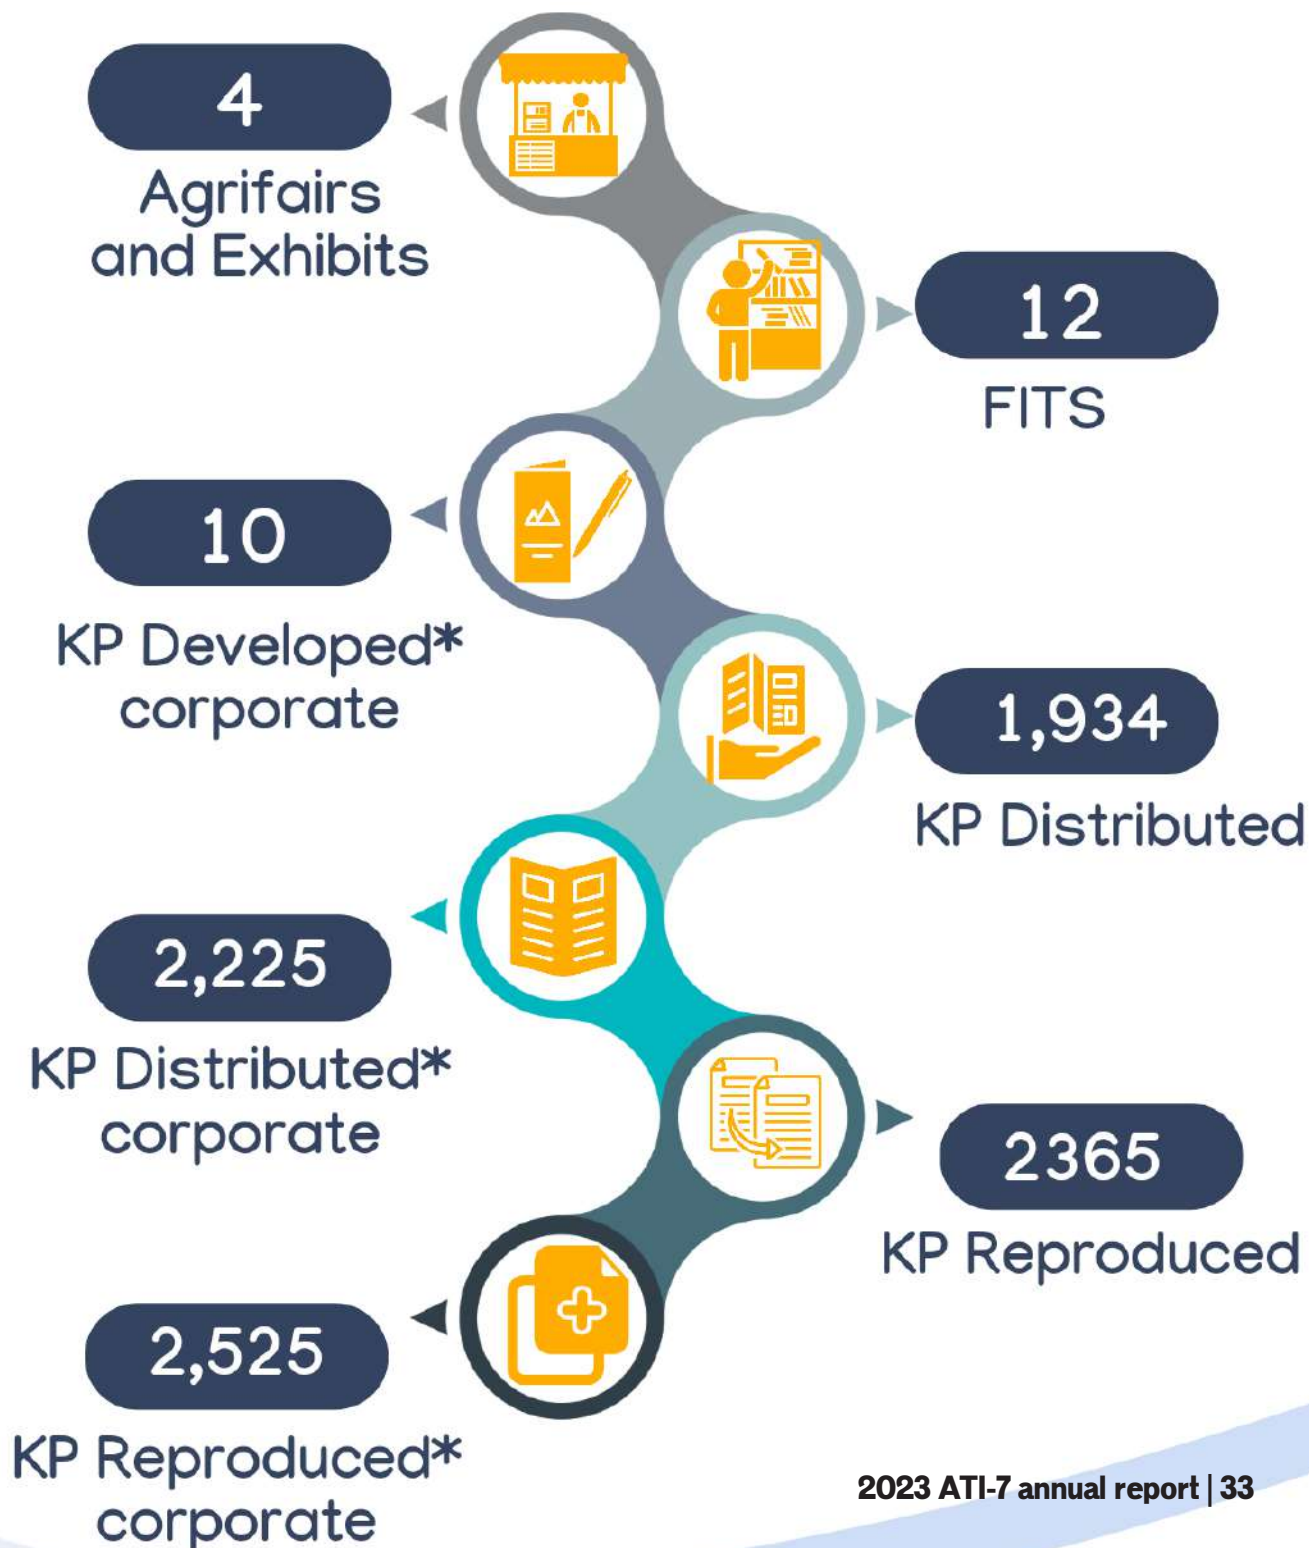 4
Agrifairs
and Exhibits
12
FITS
10
KP Developed*
corporate
1,934
KP Distributed
2,225
KP Distributed*
corporate
2365
KP Reproduced
2,525
KP Reproduced*
corporate
2023 ATI-7 annual report | 33